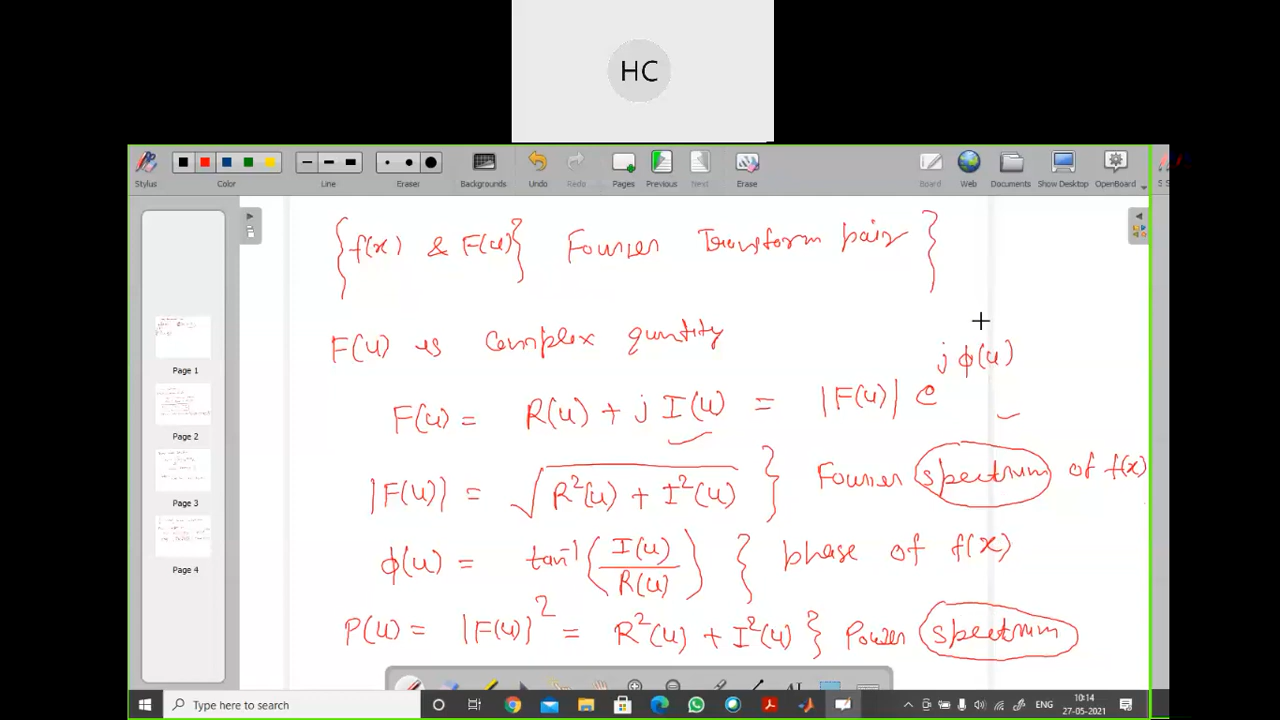 HC
Stylus Color Line Eraser Backgrounds Undo Redo Pages Previous Next Erase Board Web Documents Show Desktop OpenBoard
{f(x) & F(u)} Fourier Transform pair}
F(u) is complex quantity
F(u) = R(u) + j I(u) = |F(u)| e^{jφ(u)}
|F(u)| = √(R²(u) + I²(u)) } Fourier spectrum of f(x)
φ(u) = tan⁻¹(I(u)/R(u)) } phase of f(x)
P(u) = |F(u)|² = R²(u) + I²(u) } Power spectrum
Page 1
Page 2
Page 3
Page 4
Type here to search
ENG
10:14
27-05-2021